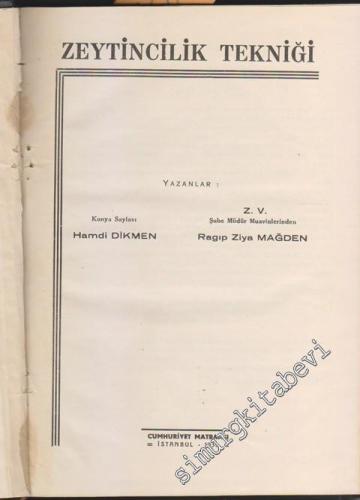 ZEYTİNCİLİK TEKNİĞİ
YAZANLAR :
Konya Saylavı
Hamdi DİKMEN
Z. V.
Şube Müdür Muavinlerinden
Ragıp Ziya MAĞDEN
CUMHURİYET
İSTANBUL
simurgkitabevi.com